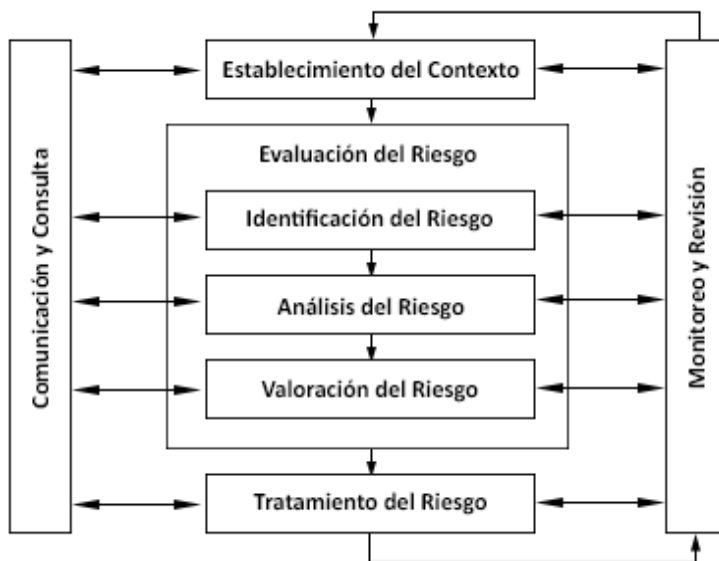 Establecimiento del Contexto
Evaluación del Riesgo
Identificación del Riesgo
Análisis del Riesgo
Valoración del Riesgo
Tratamiento del Riesgo
Comunicación y Consulta
Monitoreo y Revisión